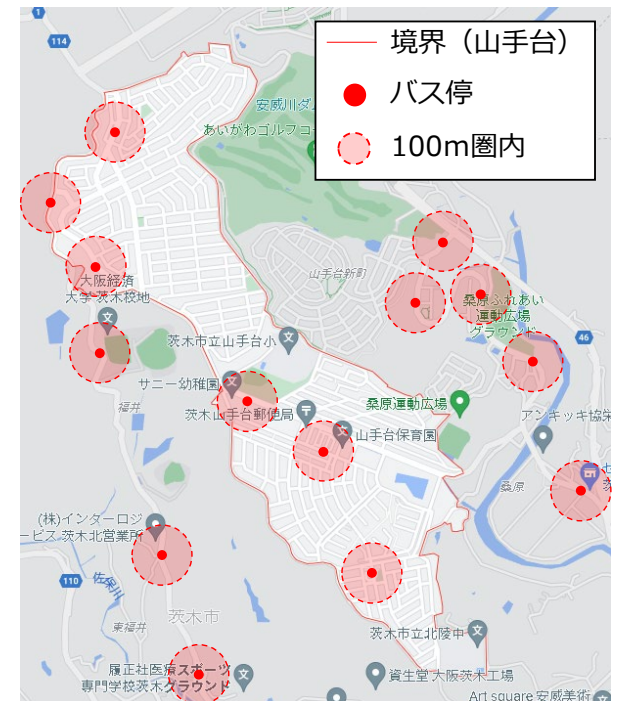 境界（山手台）
バス停
100m圏内
114
安威川ダム
あいがわゴルフコー
山手台新町
大阪経済
大学 茨木校地
桑原ふれあい
運動広場
グラウンド
46
茨木市立山手台小
サニー幼稚園
福井
茨木山手台郵便局
桑原運動広場
山手台保育園
アンキッキ協栄
セ
茨
桑原
(株)インターロジ
ービス 茨木北営業所
110
佐保川
茨木市
東福井
茨木市立北陵中
履正社医療スポーツ
専門学校茨木グラウンド
資生堂 大阪茨木工場
Art square 安威美術